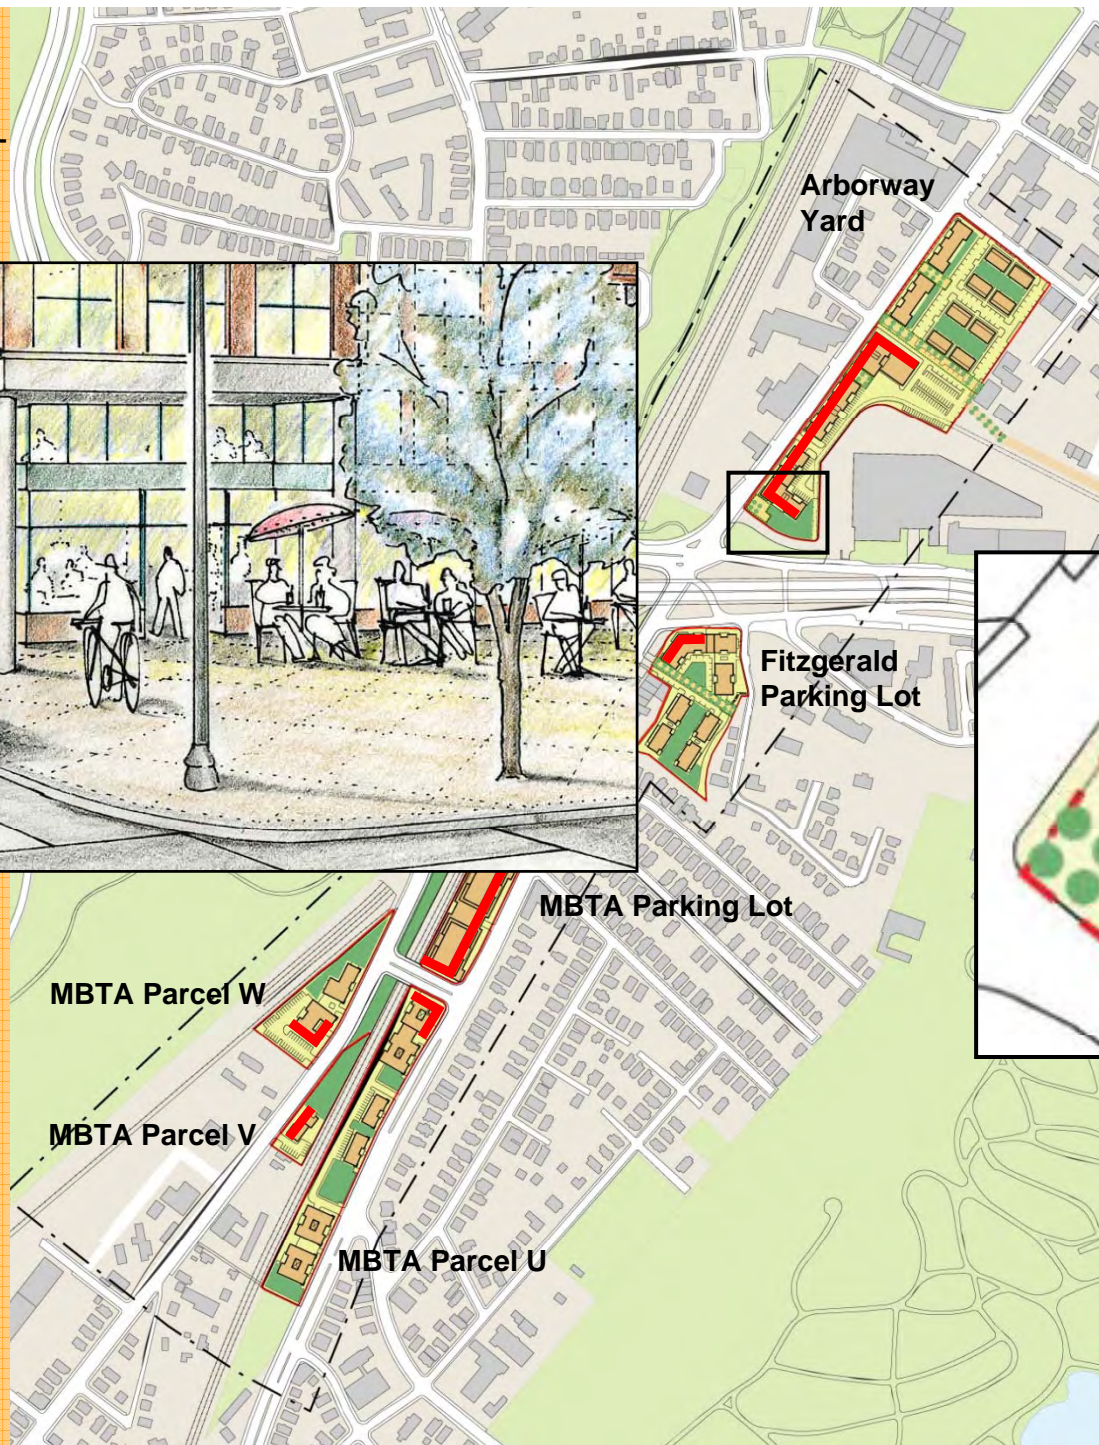 Arborway
Yard
Fitzgerald
Parking Lot
MBTA Parking Lot
MBTA Parcel W
MBTA Parcel V
MBTA Parcel U